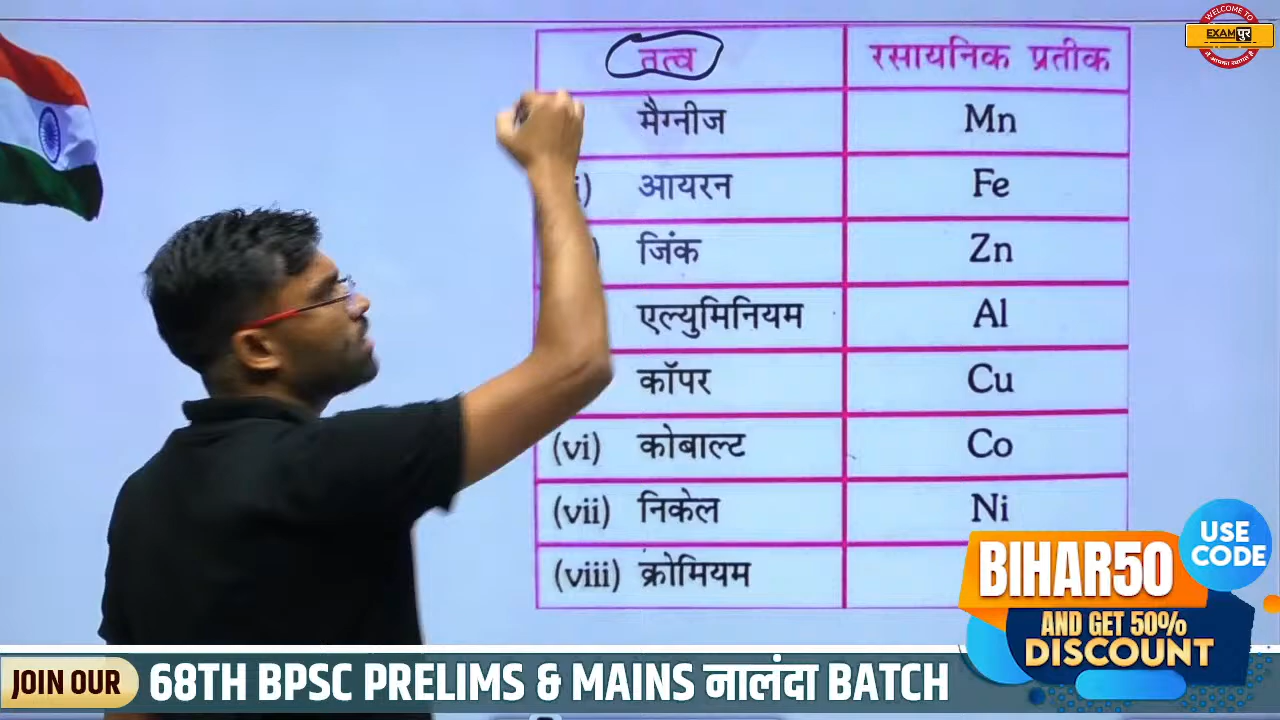 WELCOME TO
EXAM पुर
तत्व रसायनिक प्रतीक
मैग्नीज Mn
i) आयरन Fe
) जिंक Zn
एल्युमिनियम Al
कॉपर Cu
(vi) कोबाल्ट Co
(vii) निकेल Ni
(viii) क्रोमियम
USE
CODE
BIHAR50
AND GET 50%
DISCOUNT
JOIN OUR 68TH BPSC PRELIMS & MAINS नालंदा BATCH